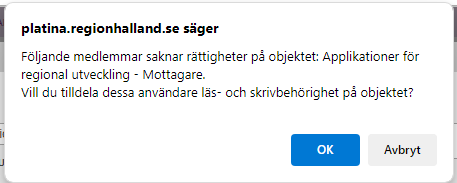 platina.regionhalland.se säger
Följande medlemmar saknar rättigheter på objektet: Applikationer för
regional utveckling - Mottagare.
Vill du tilldela dessa användare läs- och skrivbehörighet på objektet?
OK
Avbryt